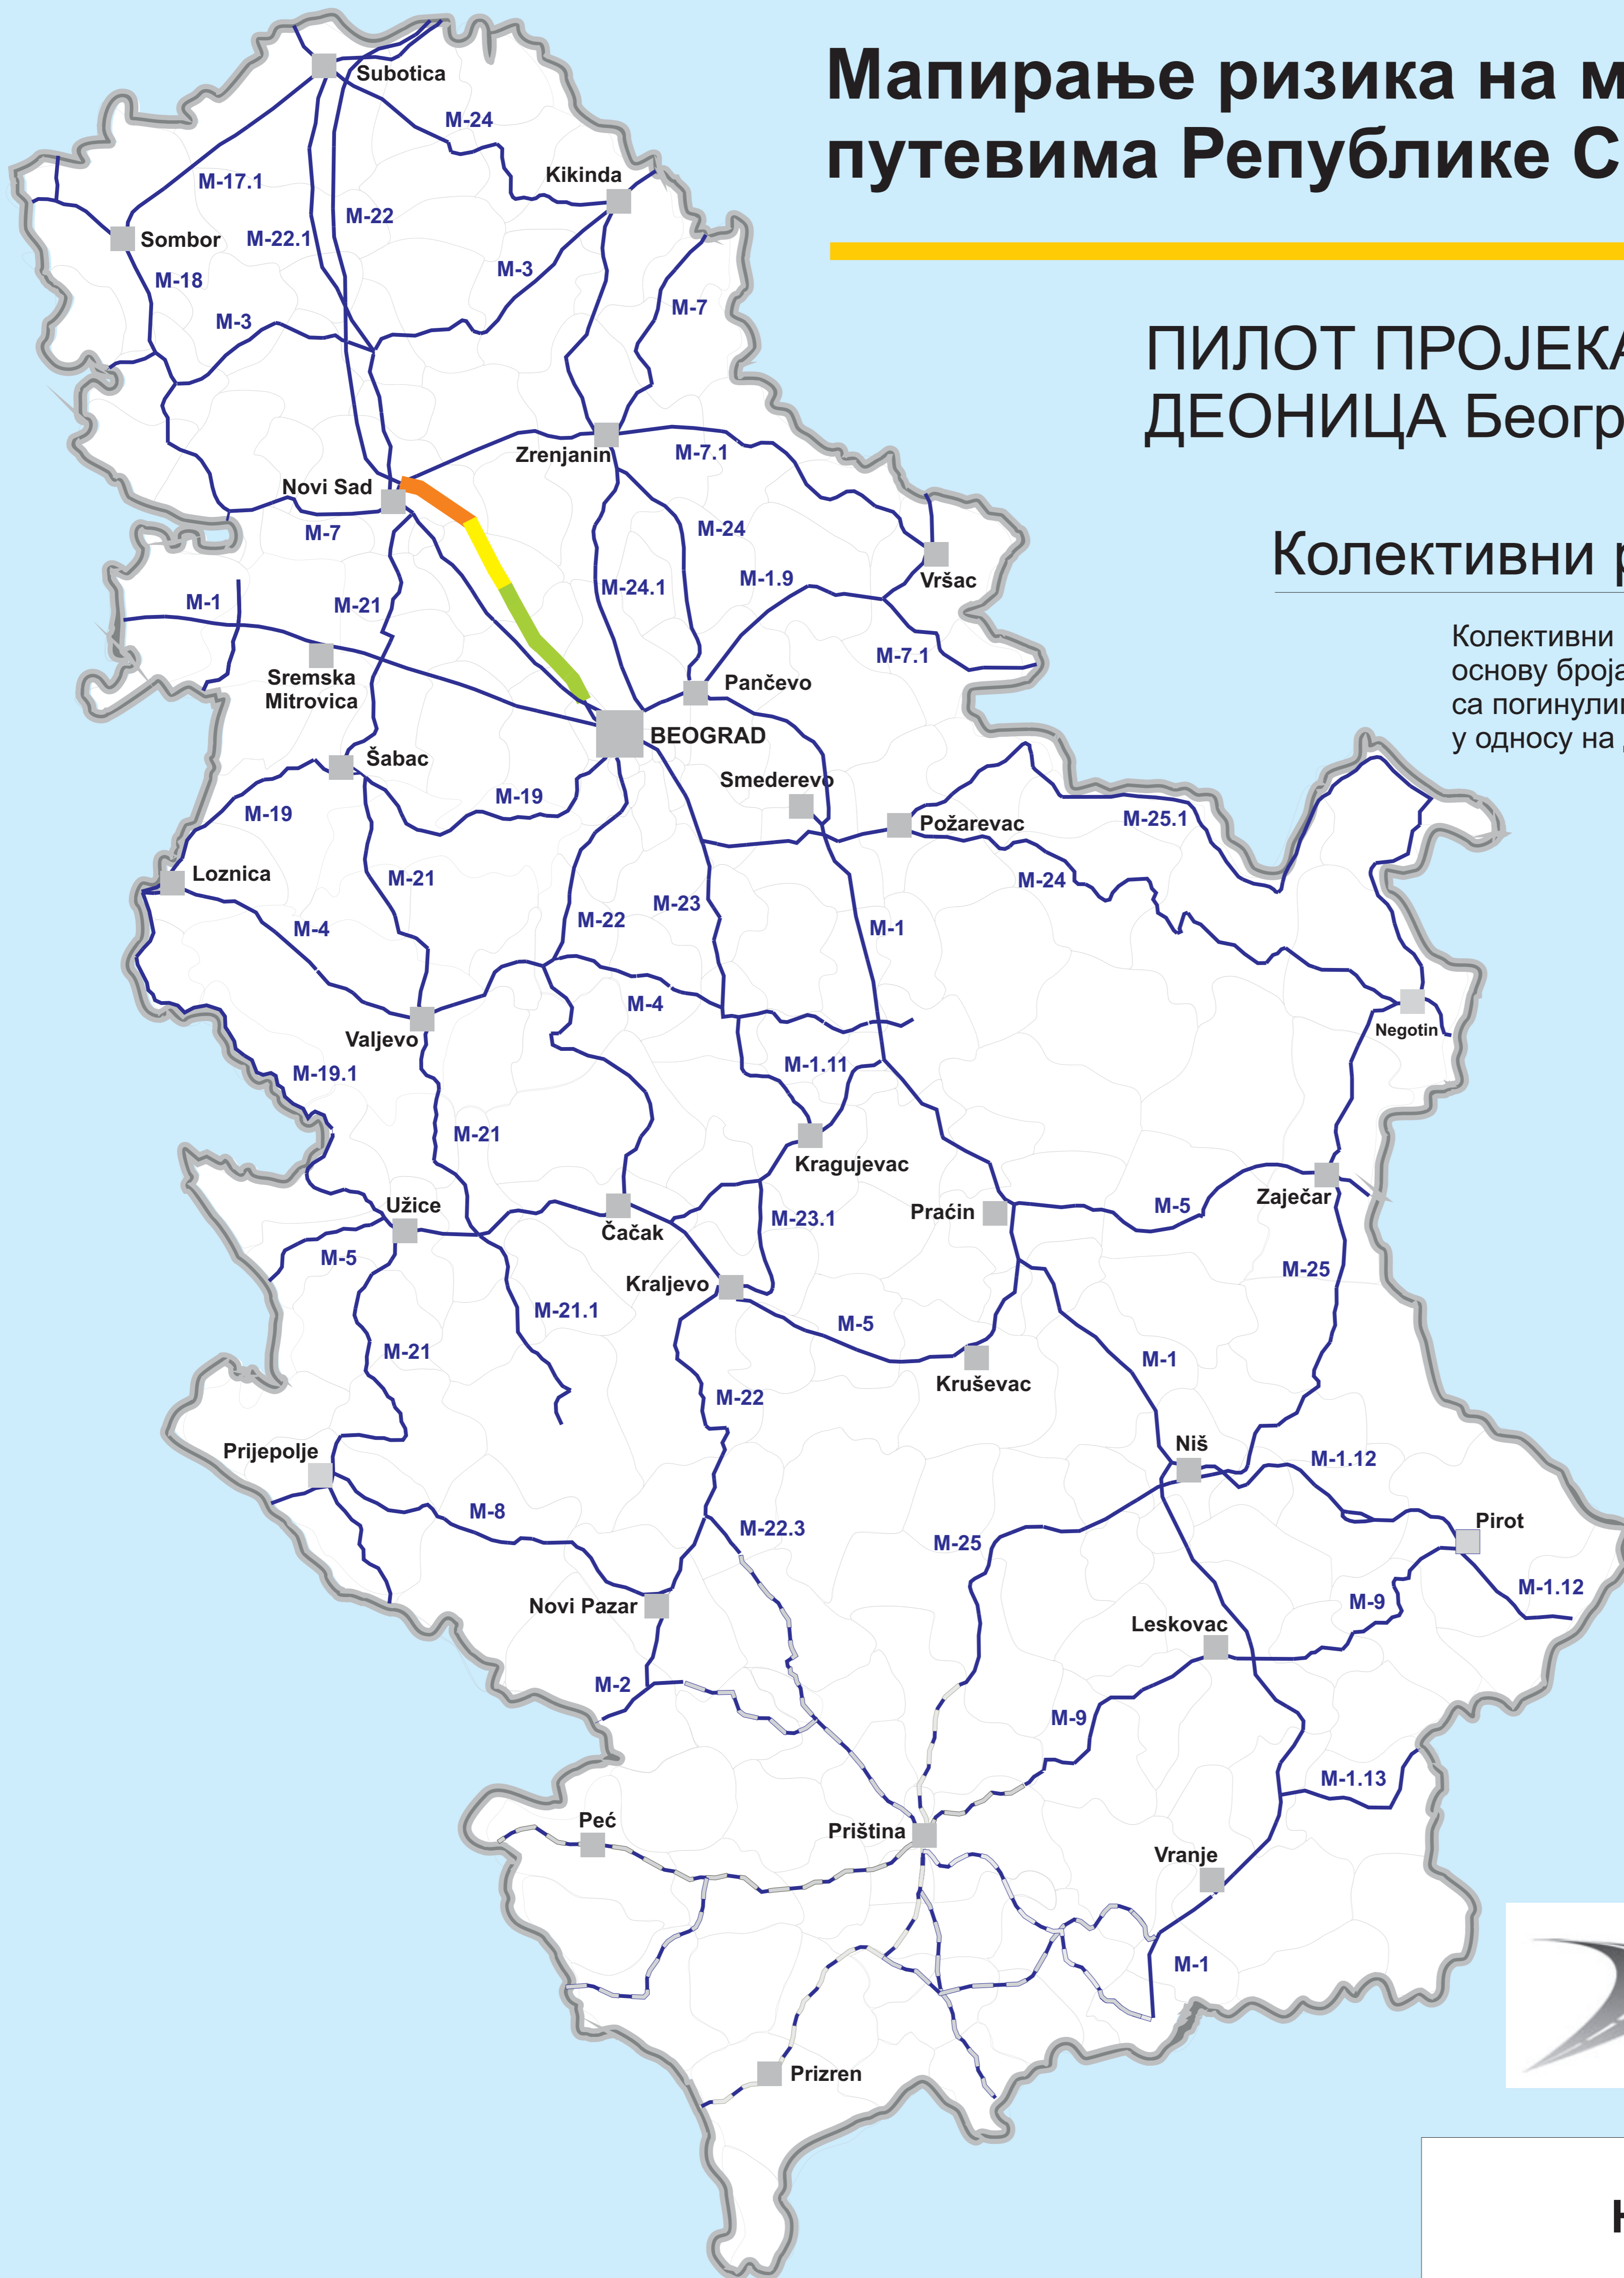 Мапирање ризика на м
путевима Републике С
ПИЛОТ ПРОЈЕКА
ДЕОНИЦА Београ
Колективни р
Колективни
основу броја
са погинулим
у односу на
Subotica
M-24
Kikinda
M-17.1
M-22
Sombor
M-22.1
M-3
M-18
M-7
M-3
Zrenjanin
M-7.1
Novi Sad
M-7
M-24
Vršac
M-1.9
M-24.1
M-1
M-21
M-7.1
Sremska
Mitrovica
Pančevo
BEOGRAD
Šabac
Smederevo
M-19
M-19
Požarevac
M-25.1
Loznica
M-21
M-24
M-23
M-22
M-4
M-1
M-4
Valjevo
Negotin
M-19.1
M-1.11
M-21
Kragujevac
Užice
Čačak
M-23.1
Praćin
M-5
Zaječar
M-5
M-25
Kraljevo
M-21.1
M-5
M-21
M-1
Kruševac
M-22
Niš
Prijepolje
M-1.12
M-8
M-22.3
M-25
Pirot
M-1.12
Novi Pazar
M-9
Leskovac
M-2
M-9
M-1.13
Peć
Priština
Vranje
M-1
Prizren